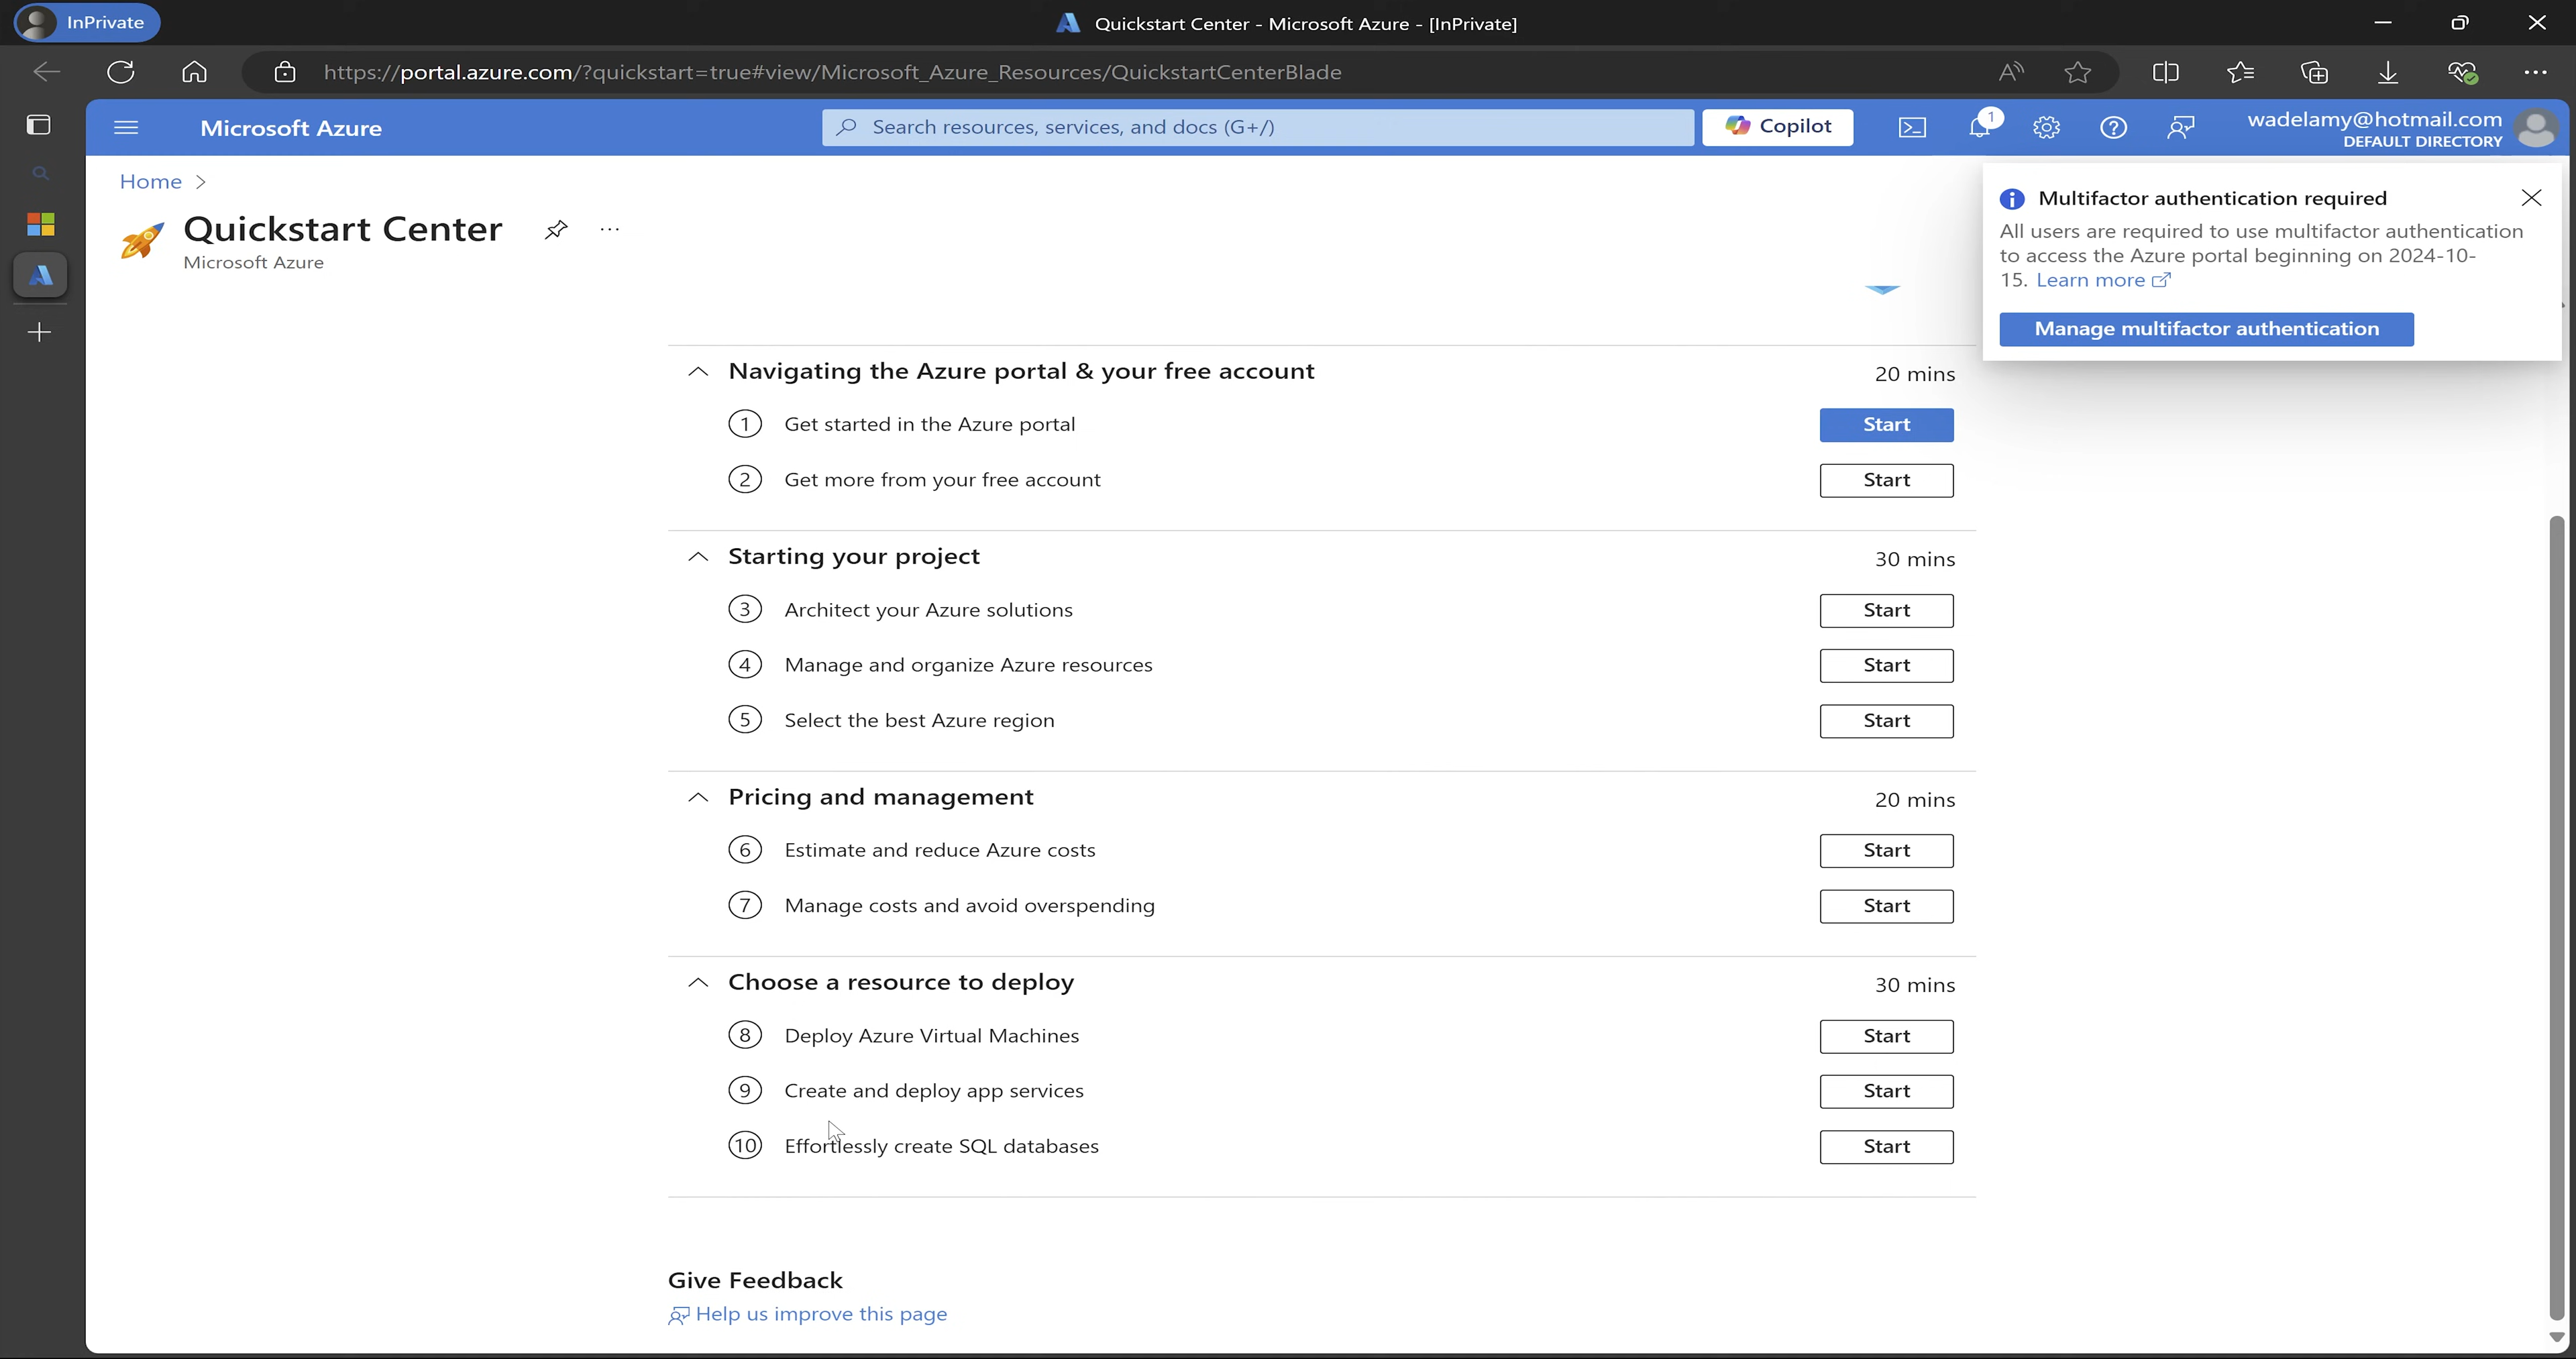 InPrivate
Quickstart Center - Microsoft Azure - [InPrivate]
https://portal.azure.com/?quickstart=true#view/Microsoft_Azure_Resources/QuickstartCenterBlade
Microsoft Azure
Search resources, services, and docs (G+/)
Copilot
1
wadelamy@hotmail.com
DEFAULT DIRECTORY
Home >
Quickstart Center
Microsoft Azure
Multifactor authentication required
All users are required to use multifactor authentication
to access the Azure portal beginning on 2024-10-
15. Learn more
Manage multifactor authentication
Navigating the Azure portal & your free account 20 mins
1 Get started in the Azure portal Start
2 Get more from your free account Start
Starting your project 30 mins
3 Architect your Azure solutions Start
4 Manage and organize Azure resources Start
5 Select the best Azure region Start
Pricing and management 20 mins
6 Estimate and reduce Azure costs Start
7 Manage costs and avoid overspending Start
Choose a resource to deploy 30 mins
8 Deploy Azure Virtual Machines Start
9 Create and deploy app services Start
10 Effortlessly create SQL databases Start
Give Feedback
Help us improve this page